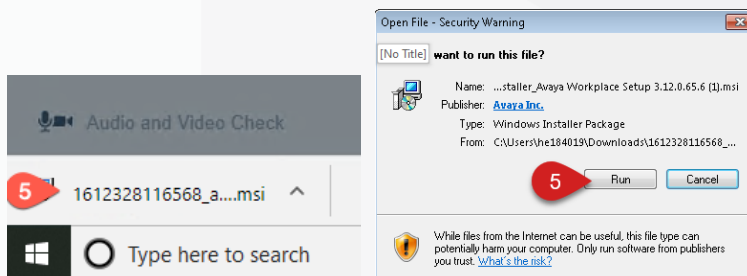 Audio and Video Check
5 1612328116568_a....msi
Type here to search
Open File - Security Warning
[No Title] want to run this file?
Name: ...staller_Avaya Workplace Setup 3.12.0.65.6 (1).msi
Publisher: Avaya Inc.
Type: Windows Installer Package
From: C:\Users\he184019\Downloads\1612328116568_...
5 Run Cancel
While files from the Internet can be useful, this file type can
potentially harm your computer. Only run software from publishers
you trust. What's the risk?